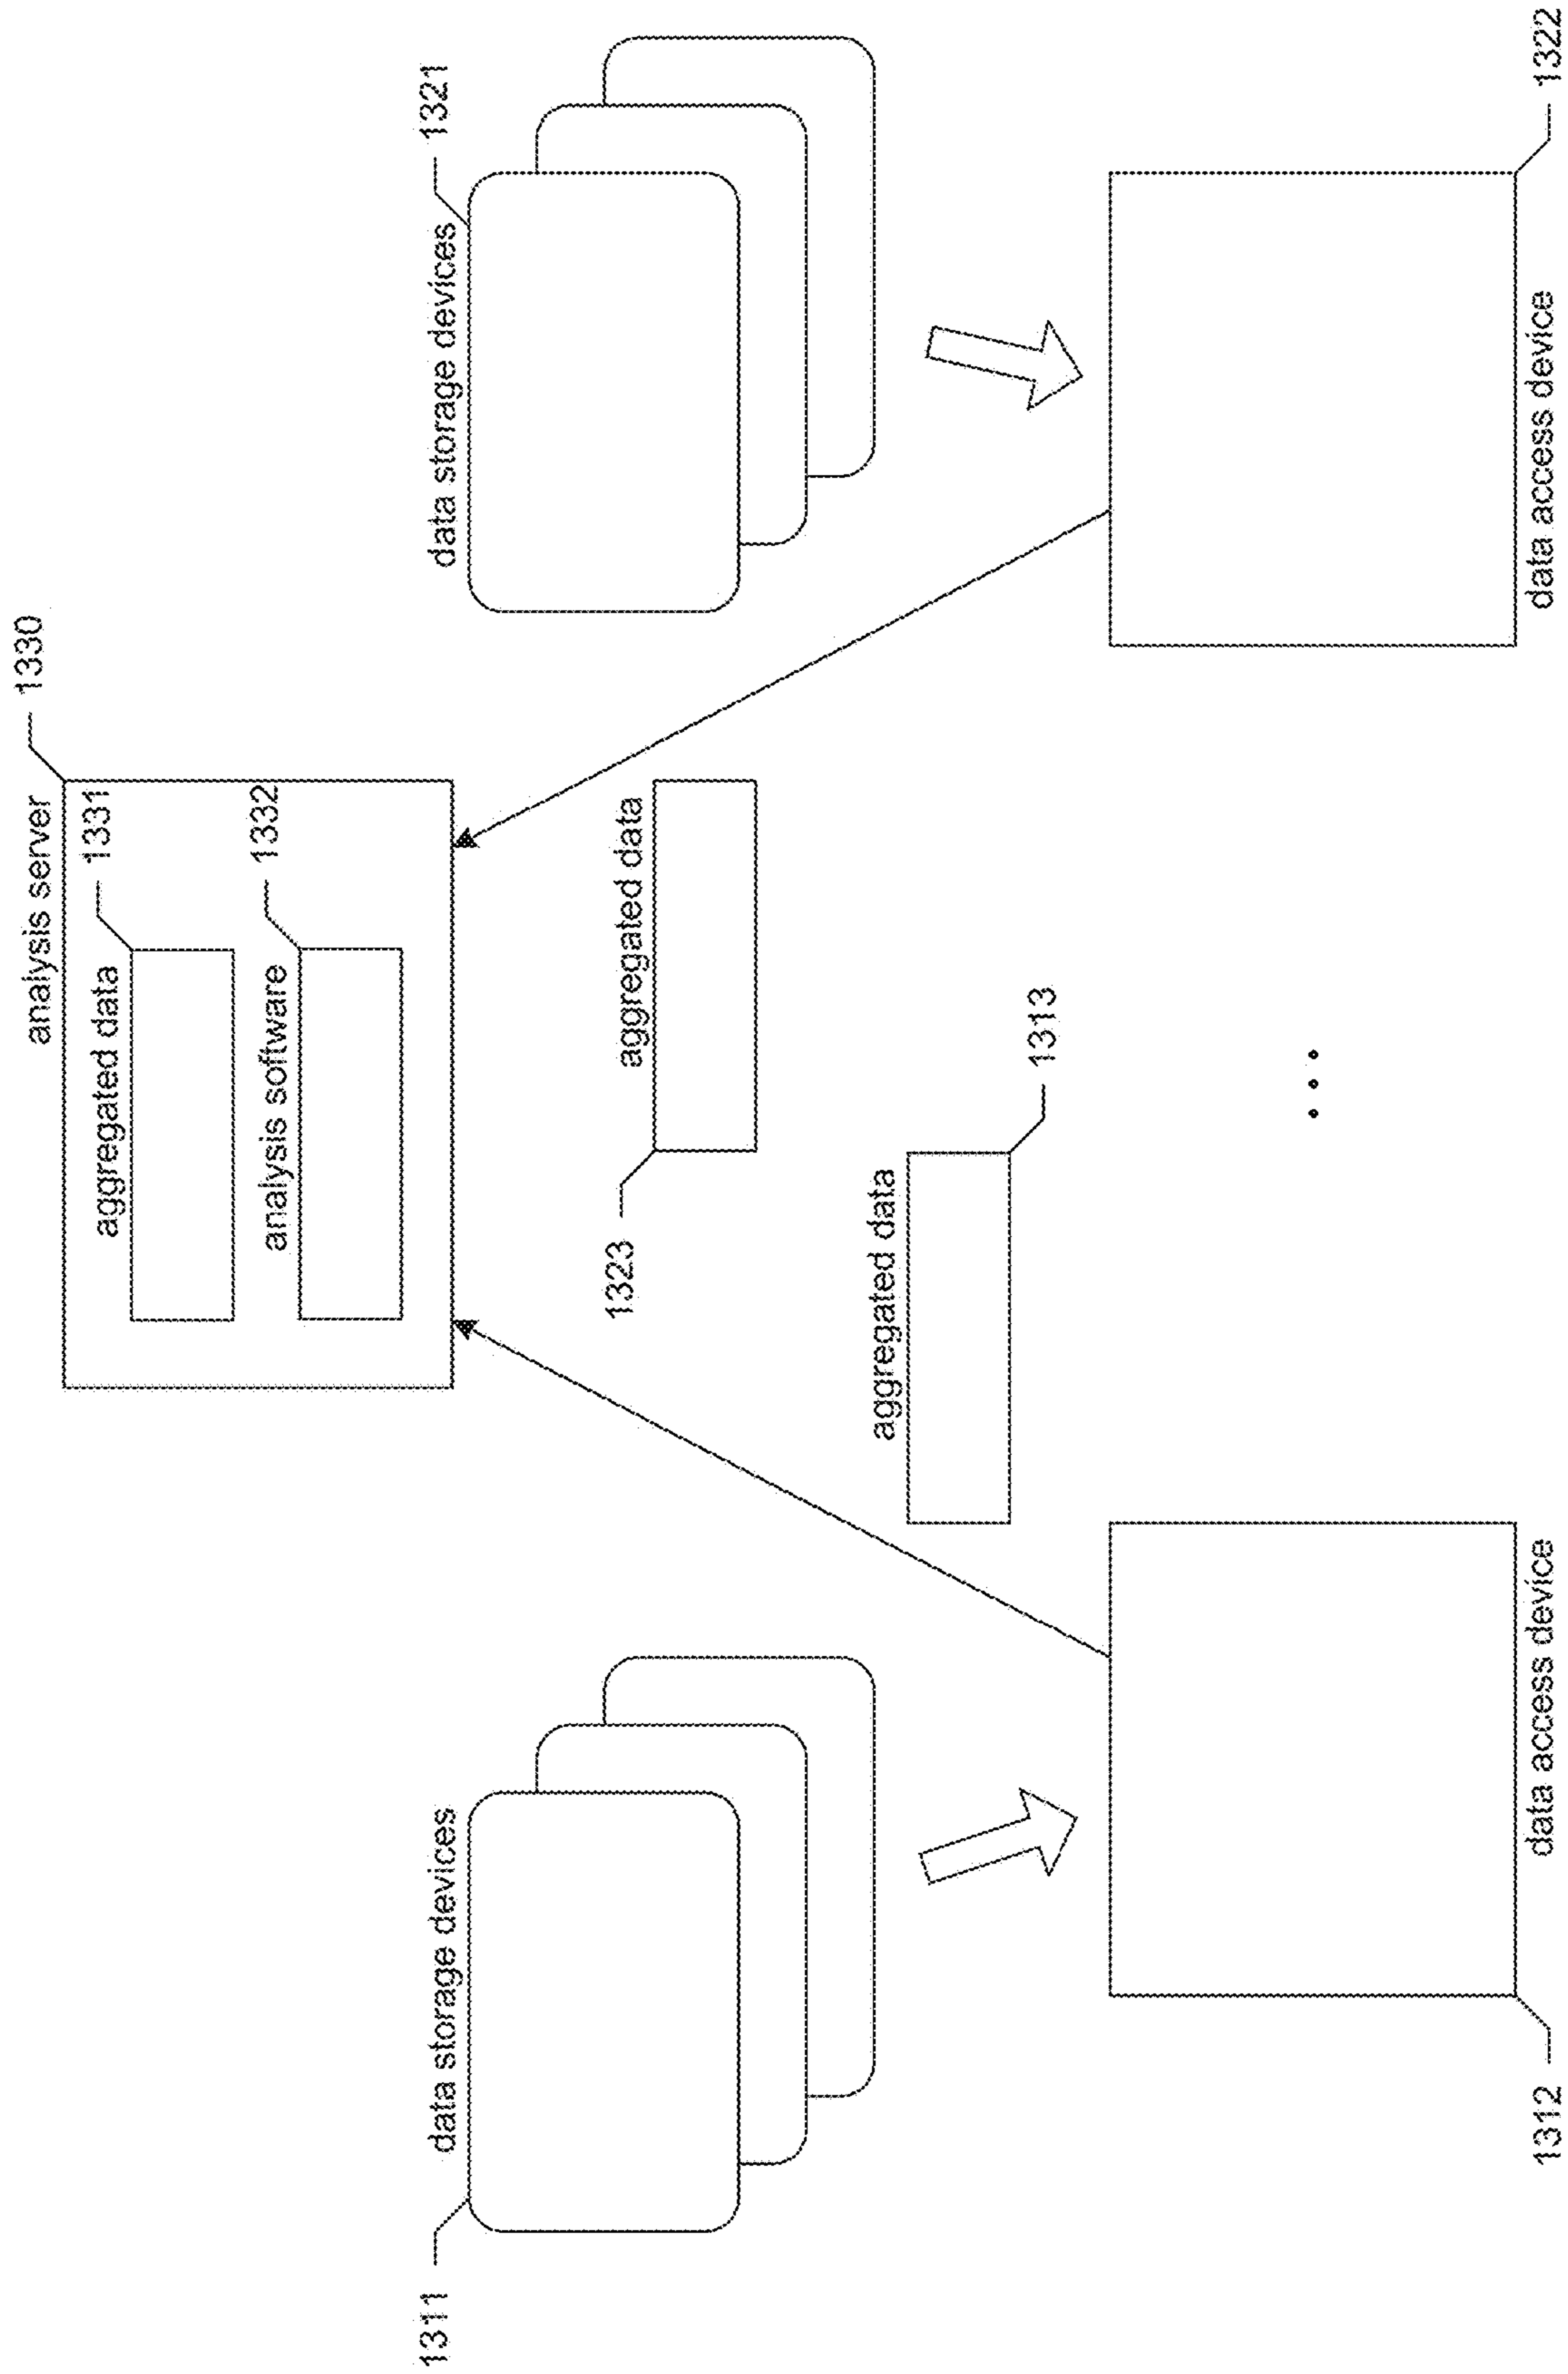 analysis server
1330
aggregated data
1331
analysis software
1332
1311
data storage devices
data storage devices
1321
1323
aggregated data
aggregated data
1313
...
1312
data access device
data access device
1322